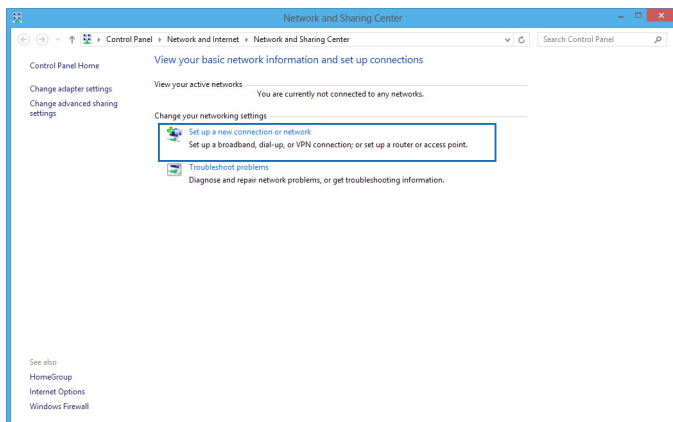 Network and Sharing Center
Control Panel Network and Internet Network and Sharing Center
Search Control Panel
Control Panel Home
Change adapter settings
Change advanced sharing
settings
View your basic network information and set up connections
View your active networks
You are currently not connected to any networks.
Change your networking settings
Set up a new connection or network
Set up a broadband, dial-up, or VPN connection; or set up a router or access point.
Troubleshoot problems
Diagnose and repair network problems, or get troubleshooting information.
See also
HomeGroup
Internet Options
Windows Firewall